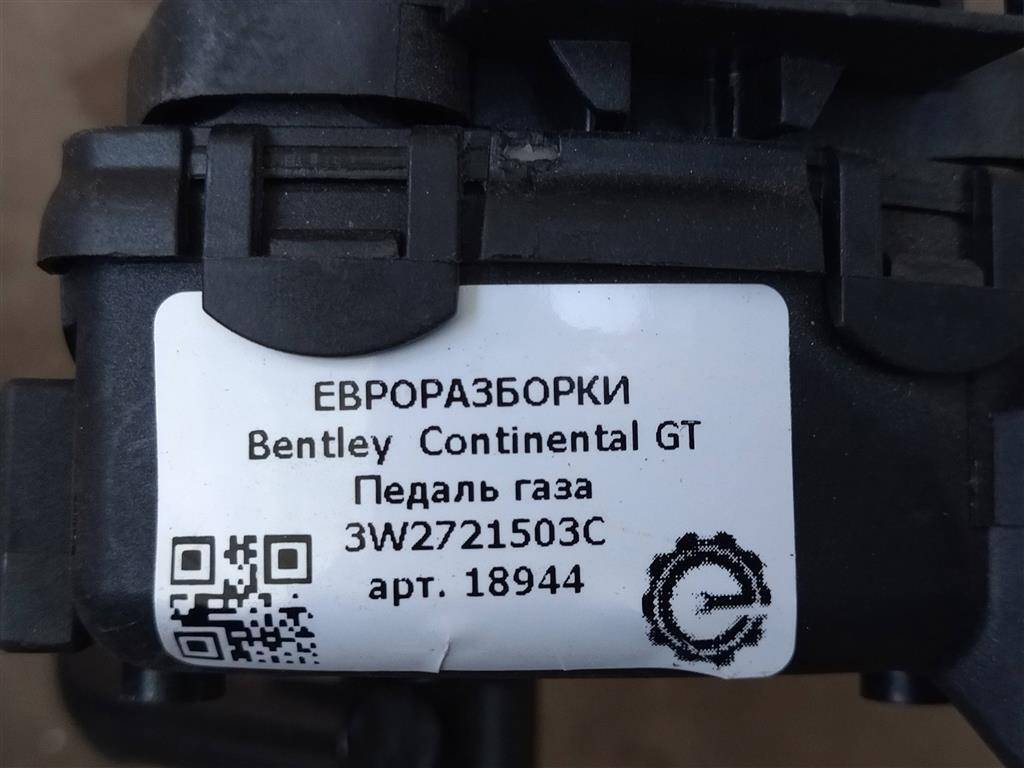 ЕВРОРАЗБОРКИ
Bentley Continental GT
Педаль газа
3W2721503C
арт. 18944